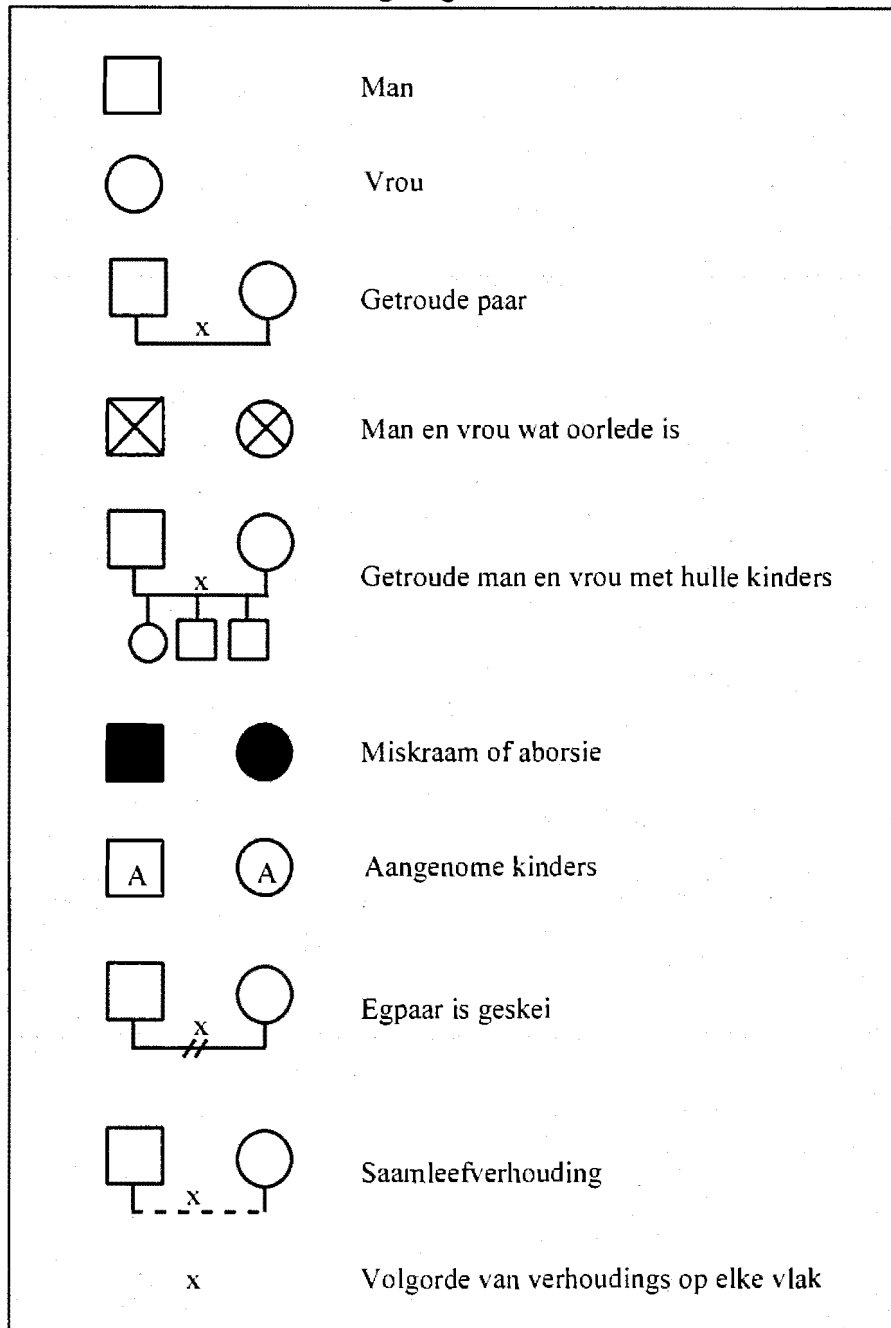 Man
Vrou
x
Getroude paar
Man en vrou wat oorlede is
x
Getroude man en vrou met hulle kinders
Miskraam of aborsie
A
A
Aangenome kinders
x
Egpaar is geskei
x
Saamleefverhouding
x
Volgorde van verhoudings op elke vlak